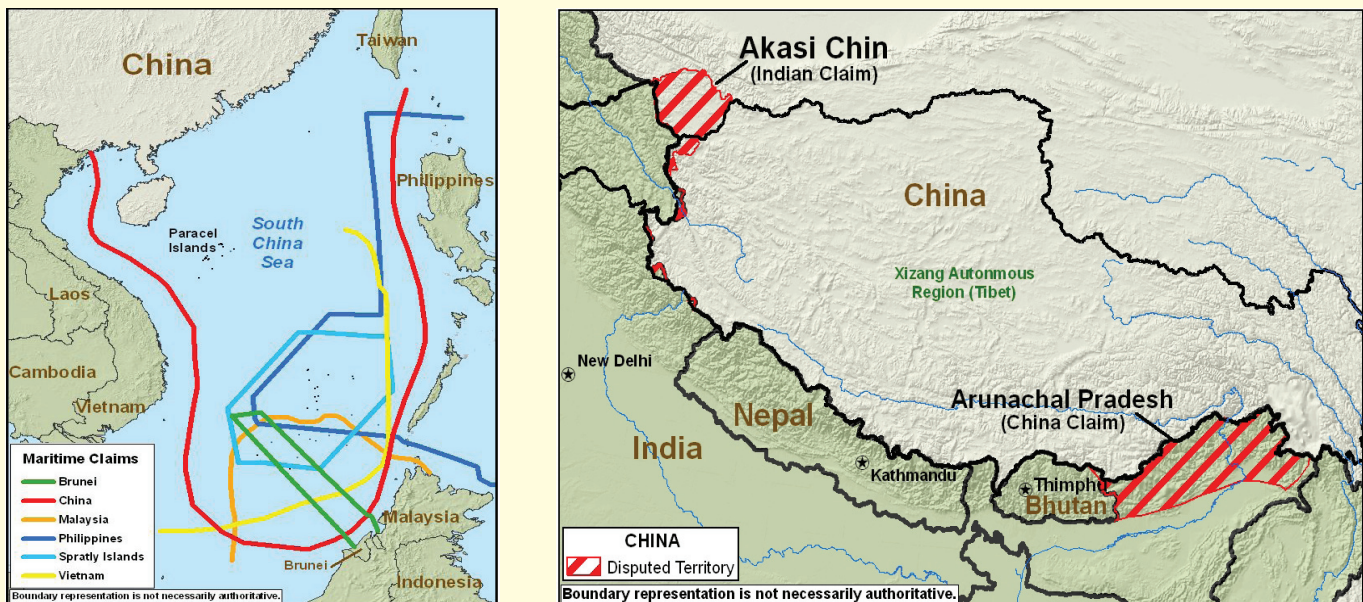 Taiwan
China
Philippines
Paracel
Islands
South
China
Sea
Laos
Cambodia
Vietnam
Maritime Claims
Brunei
China
Malaysia
Philippines
Spratly Islands
Vietnam
Malaysia
Brunei
Indonesia
Boundary representation is not necessarily authoritative.
Akasi Chin
(Indian Claim)
China
Xizang Autonmous
Region (Tibet)
New Delhi
Arunachal Pradesh
(China Claim)
Nepal
India
Kathmandu
Thimphu
Bhutan
CHINA
Disputed Territory
Boundary representation is not necessarily authoritative.